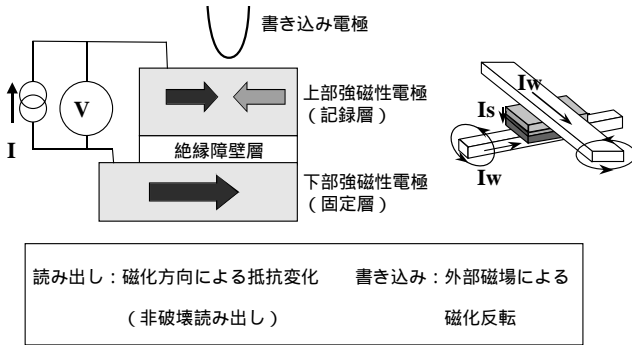 書き込み電極
I
V
上部強磁性電極
（記録層）
絶縁障壁層
下部強磁性電極
（固定層）
Iw
Is
Iw
読み出し：磁化方向による抵抗変化
（非破壊読み出し）
書き込み：外部磁場による
磁化反転